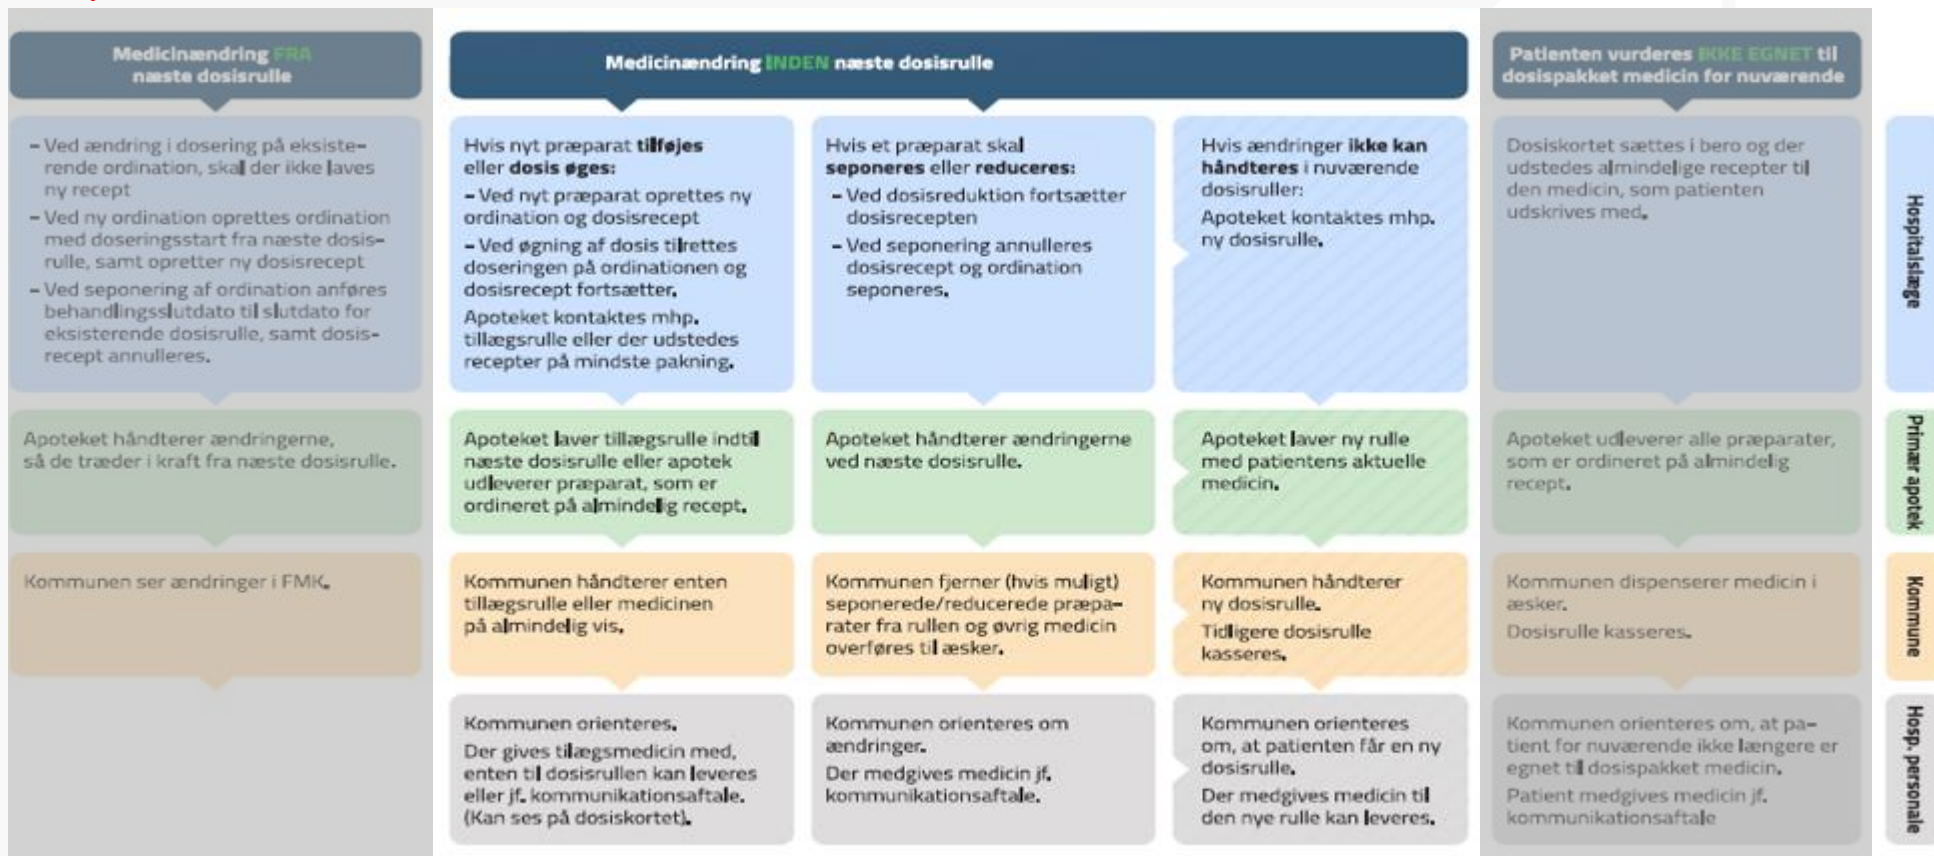 Medicinændring FRA
næste dosisrulle
– Ved ændring i dosering på eksiste–
rende ordination, skal der ikke laves
ny recept
– Ved ny ordination oprettes ordination
med doseringsstart fra næste dosis–
rulle, samt opretter ny dosisrecept
– Ved seponering af ordination anføres
behandlingsslutdato til slutdato for
eksisterende dosisrulle, samt dosis–
recept annulleres.
Apoteket håndterer ændringerne,
så de træder i kraft fra næste dosisrulle.
Kommunen ser ændringer i FMK.
Medicinændring INDEN næste dosisrulle
Hvis nyt præparat tilføjes
eller dosis øges:
– Ved nyt præparat oprettes ny
ordination og dosisrecept
– Ved øgning af dosis tilrettes
doseringen på ordinationen og
dosisrecept fortsætter.
Apoteket kontaktes mhp.
tillægsrulle eller der udstedes
recepter på mindste pakning.
Apoteket laver tillægsrulle indtil
næste dosisrulle eller apotek
udleverer præparat, som er
ordineret på almindelig recept.
Kommunen håndterer enten
tillægsrulle eller medicinen
på almindelig vis.
Kommunen orienteres.
Der gives tilægsmedicin med,
enten til dosisrullen kan leveres
eller jf. kommunikationsaftale.
(Kan ses på dosiskortet).
Hvis et præparat skal
seponeres eller reduceres:
– Ved dosisreduktion fortsætter
dosisrecepten
– Ved seponering annulleres
dosisrecept og ordination
seponeres.
Apoteket håndterer ændringerne
ved næste dosisrulle.
Kommunen fjerner (hvis muligt)
seponerede/reducerede præpa–
rater fra rullen og øvrig medicin
overføres til æsker.
Kommunen orienteres om
ændringer.
Der medgives medicin jf.
kommunikationsaftale.
Hvis ændringer ikke kan
håndteres i nuværende
dosisruller:
Apoteket kontaktes mhp.
ny dosisrulle.
Apoteket laver ny rulle
med patientens aktuelle
medicin.
Kommunen håndterer
ny dosisrulle.
Tidligere dosisrulle
kasseres.
Kommunen orienteres
om, at patienten får en ny
dosisrulle.
Der medgives medicin til
den nye rulle kan leveres.
Patienten vurderes IKKE EGNET til
dosispakket medicin for nuværende
Dosiskortet sættes i bero og der
udstedes almindelige recepter til
den medicin, som patienten
udskrives med.
Apoteket udleverer alle præparater,
som er ordineret på almindelig
recept.
Kommunen dispenserer medicin i
æsker.
Dosisrulle kasseres.
Kommunen orienteres om, at pa–
tient for nuværende ikke længere er
egnet til dosispakket medicin.
Patient medgives medicin jf.
kommunikationsaftale
Hospitalslæge
Primær apotek
Kommune
Hosp. personale